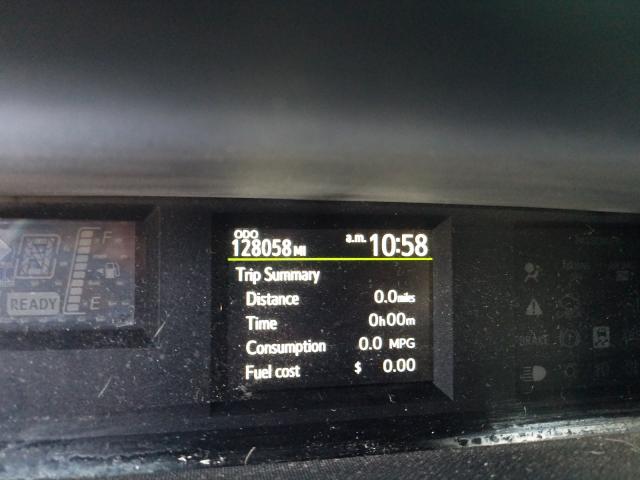 ODO
128058 MI a.m. 10:58
Trip Summary
Distance 0.0 miles
Time 0h00m
Consumption 0.0 MPG
Fuel cost $ 0.00
F
READY E
BRAKE